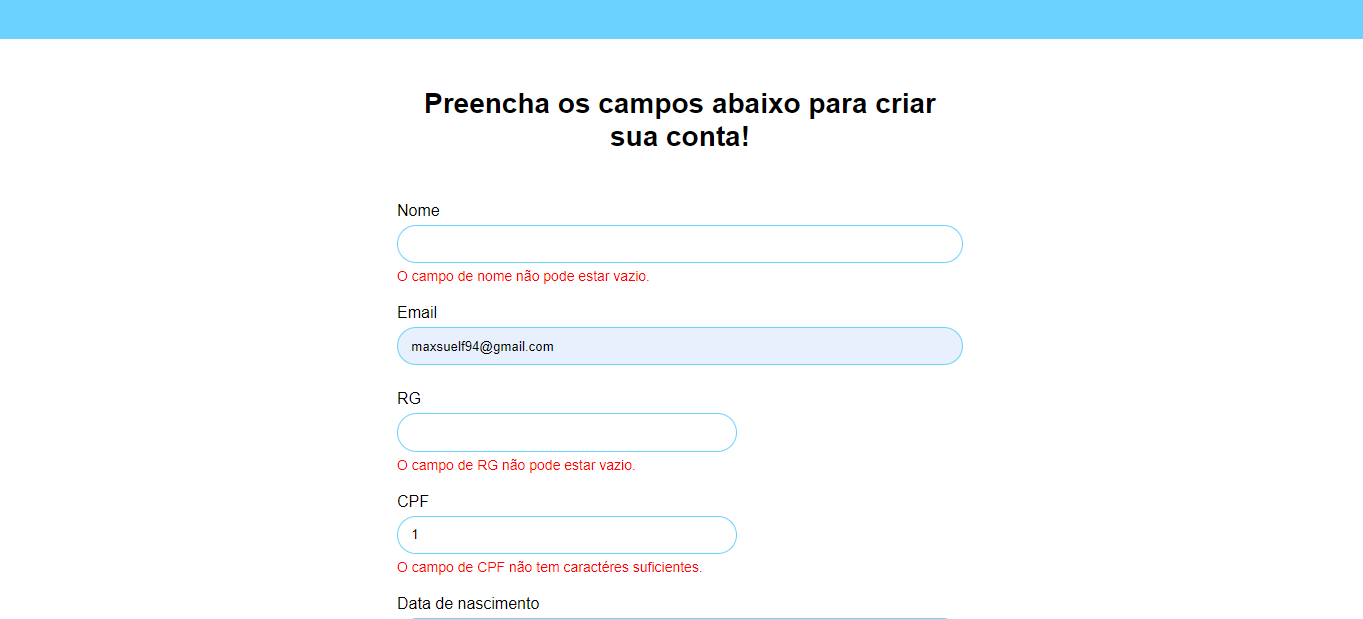 Preencha os campos abaixo para criar
sua conta!
Nome
O campo de nome não pode estar vazio.
Email
maxsuelf94@gmail.com
RG
O campo de RG não pode estar vazio.
CPF
1
O campo de CPF não tem caractéres suficientes.
Data de nascimento